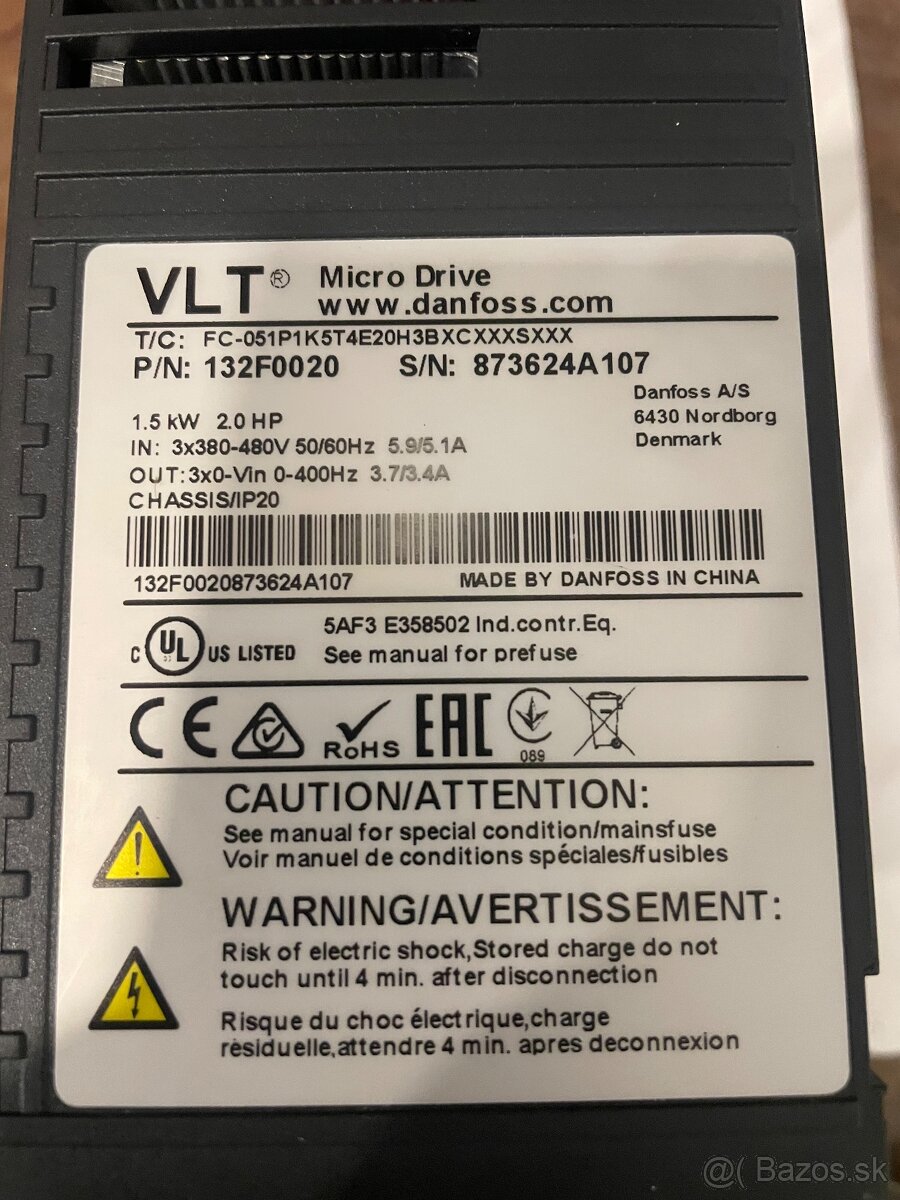 VLT® Micro Drive
www.danfoss.com
T/C: FC-051P1K5T4E20H3BXCXXXSXXX
P/N: 132F0020 S/N: 873624A107
Danfoss A/S
6430 Nordborg
Denmark
1.5 kW 2.0 HP
IN: 3x380-480V 50/60Hz 5.9/5.1A
OUT:3x0-Vin 0-400Hz 3.7/3.4A
CHASSIS/IP20
132F0020873624A107 MADE BY DANFOSS IN CHINA
C UL US LISTED
5AF3 E358502 Ind.contr.Eq.
See manual for prefuse
CE RoHS EAC
089
CAUTION/ATTENTION:
See manual for special condition/mainsfuse
Voir manuel de conditions spéciales/fusibles
WARNING/AVERTISSEMENT:
Risk of electric shock,Stored charge do not
touch until 4 min. after disconnection
Risque du choc électrique,charge
rèsiduelle,attendre 4 min. apres deconnexion
@( Bazos.sk